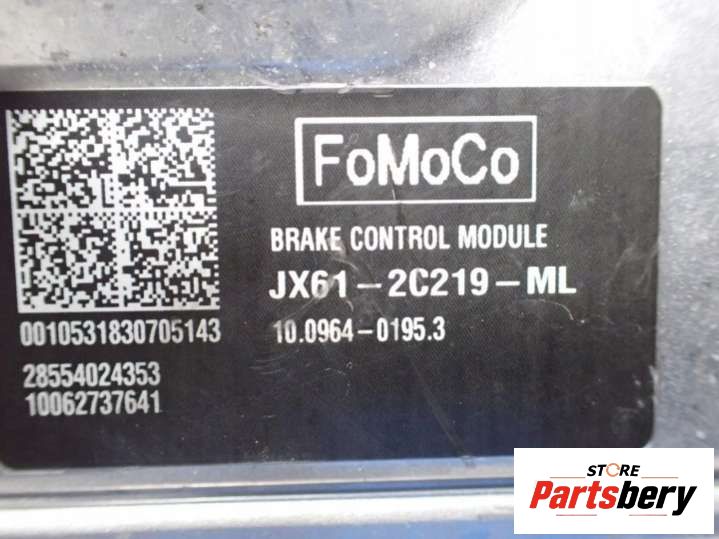 FoMoCo
BRAKE CONTROL MODULE
JX61-2C219-ML
0010531830705143
10.0964-0195.3
28554024353
10062737641
STORE
Partsbery